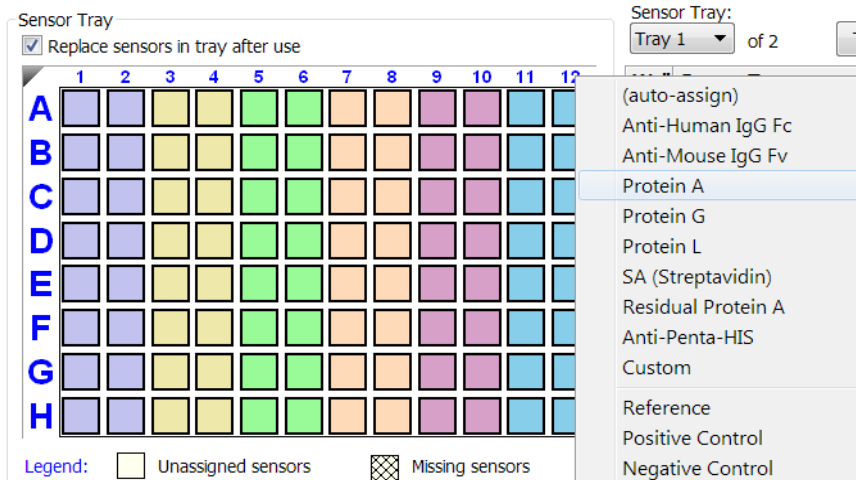 Sensor Tray
Replace sensors in tray after use
Sensor Tray:
Tray 1 of 2
1 2 3 4 5 6 7 8 9 10 11 12
A
B
C
D
E
F
G
H
(auto-assign)
Anti-Human IgG Fc
Anti-Mouse IgG Fv
Protein A
Protein G
Protein L
SA (Streptavidin)
Residual Protein A
Anti-Penta-HIS
Custom
Reference
Positive Control
Negative Control
Legend: Unassigned sensors Missing sensors